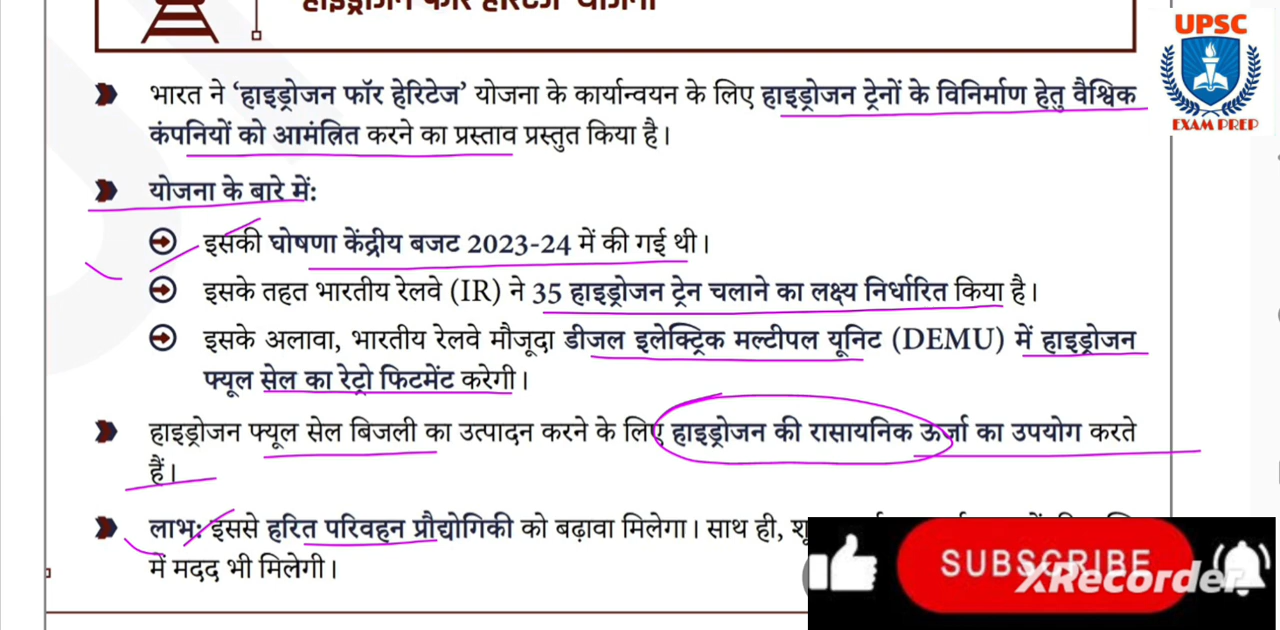 हाइड्रोजन फॉर हेरिटेज योजना
UPSC
EXAM PREP
भारत ने ‘हाइड्रोजन फॉर हेरिटेज’ योजना के कार्यान्वयन के लिए हाइड्रोजन ट्रेनों के विनिर्माण हेतु वैश्विक
कंपनियों को आमंत्रित करने का प्रस्ताव प्रस्तुत किया है।
योजना के बारे में:
इसकी घोषणा केंद्रीय बजट 2023-24 में की गई थी।
इसके तहत भारतीय रेलवे (IR) ने 35 हाइड्रोजन ट्रेन चलाने का लक्ष्य निर्धारित किया है।
इसके अलावा, भारतीय रेलवे मौजूदा डीजल इलेक्ट्रिक मल्टीपल यूनिट (DEMU) में हाइड्रोजन
फ्यूल सेल का रेट्रो फिटमेंट करेगी।
हाइड्रोजन फ्यूल सेल बिजली का उत्पादन करने के लिए हाइड्रोजन की रासायनिक ऊर्जा का उपयोग करते
हैं।
लाभ: इससे हरित परिवहन प्रौद्योगिकी को बढ़ावा मिलेगा। साथ ही,
में मदद भी मिलेगी।
SUBSCRIBE
XRecorder